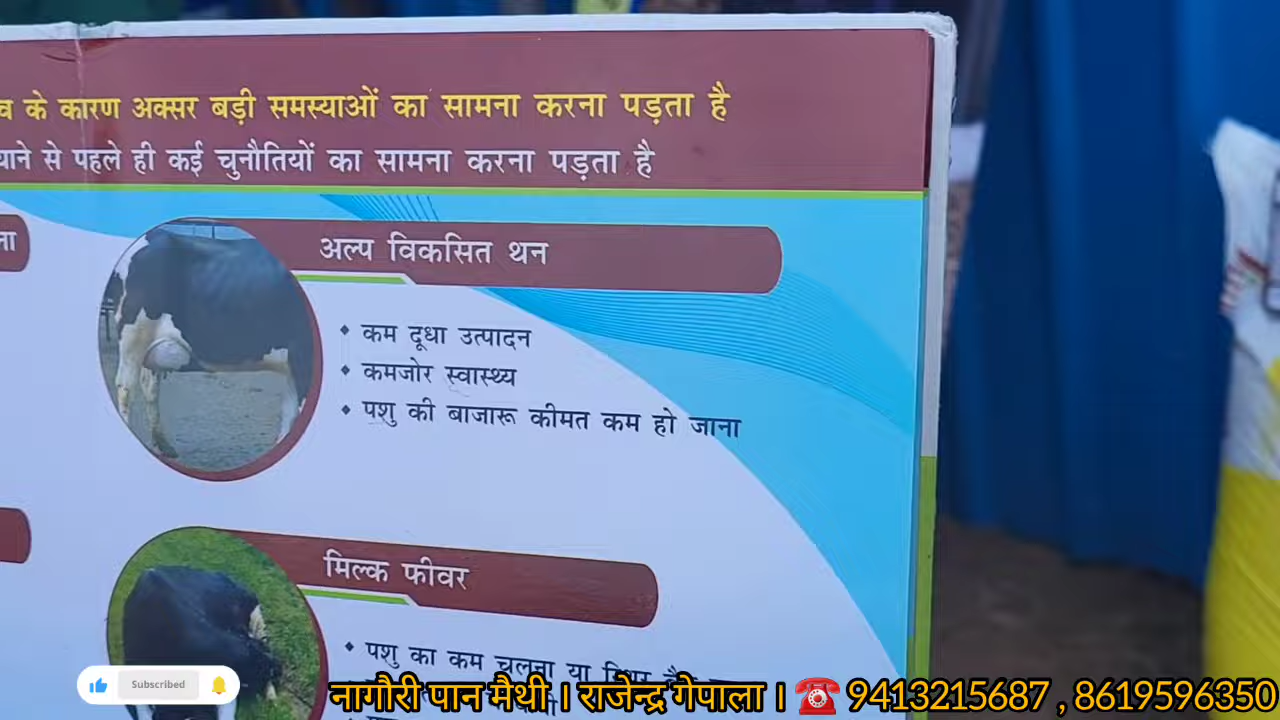 के कारण अक्सर बड़ी समस्याओं का सामना करना पड़ता है
से पहले ही कई चुनौतियों का सामना करना पड़ता है
अल्प विकसित थन
• कम दूधा उत्पादन
• कमजोर स्वास्थ्य
• पशु की बाजारू कीमत कम हो जाना
मिल्क फीवर
• पशु का कम चलना या
Subscribed
नागौरी पान मैथी । राजेन्द्र गेपाला । ☎ 9413215687 , 8619596350